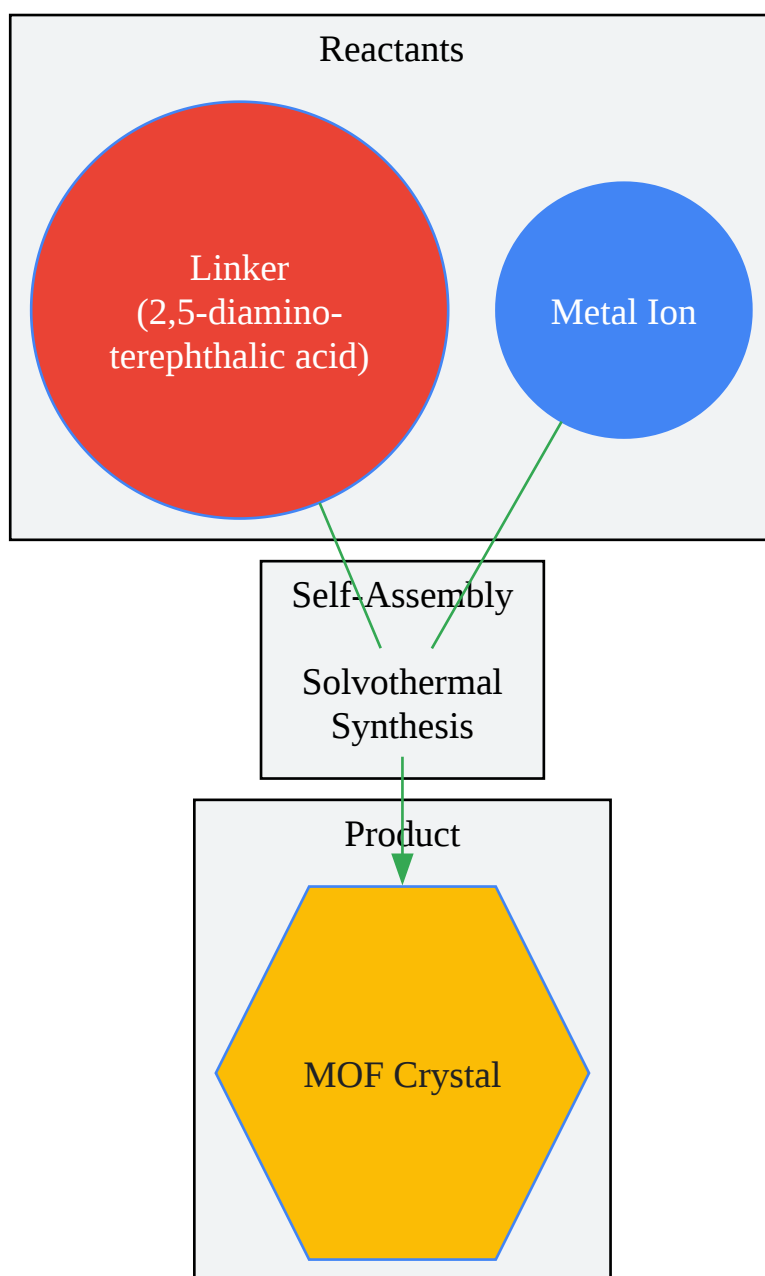 Reactants
Linker
(2,5-diamino-
terephthalic acid)
Metal Ion
Self-Assembly
Solvothermal
Synthesis
Product
MOF Crystal